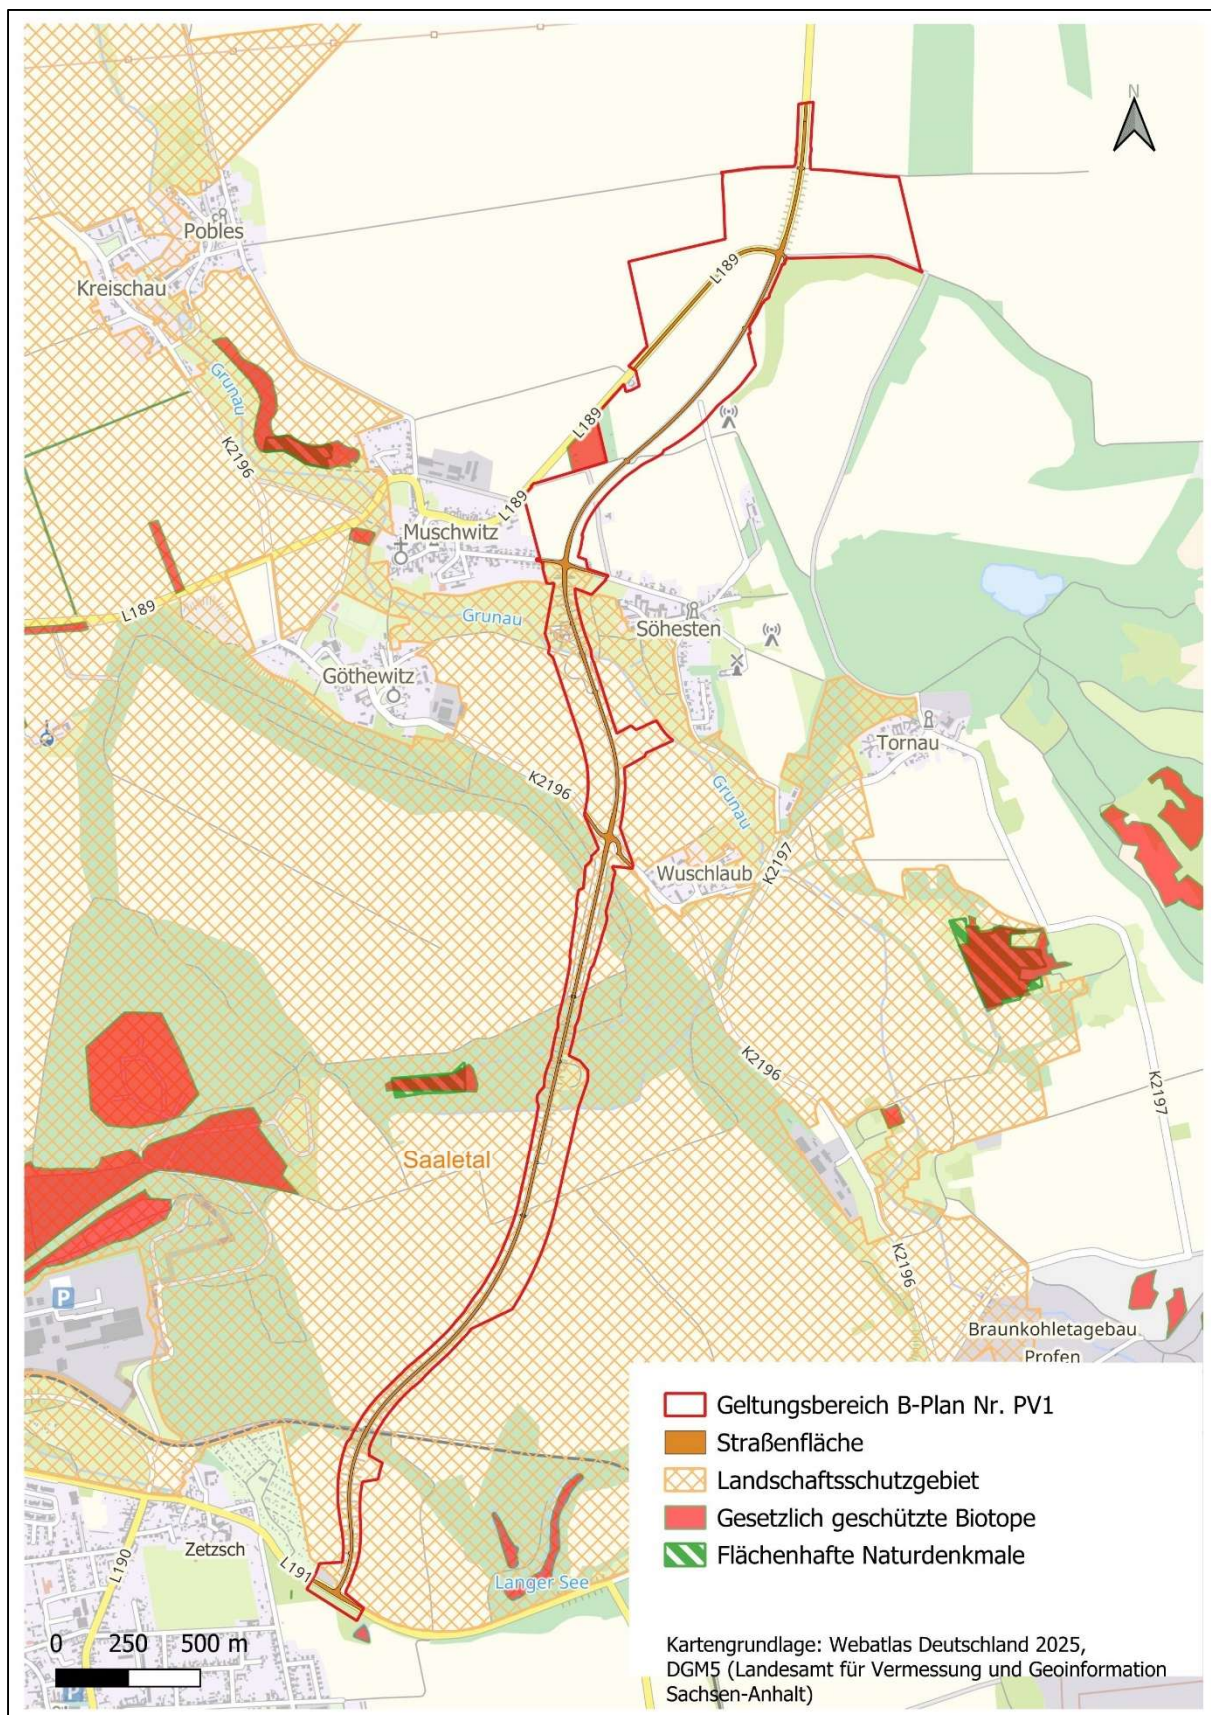 N
Pobles
Kreischau
L189
Grunau
L189
K2196
L189
Muschwitz
L189
Grunau
Söhesten
Göthewitz
Tornau
K2196
Grunau
Wuschlaub
K2197
K2196
K2197
Saaletal
K2196
P
Braunkohletagebau
Profen
Geltungsbereich B-Plan Nr. PV1
Straßenfläche
Landschaftsschutzgebiet
Gesetzlich geschützte Biotope
Flächenhafte Naturdenkmale
Zetzsch
L190
L191
Langer See
0 250 500 m
P
Kartengrundlage: Webatlas Deutschland 2025,
DGM5 (Landesamt für Vermessung und Geoinformation
Sachsen-Anhalt)